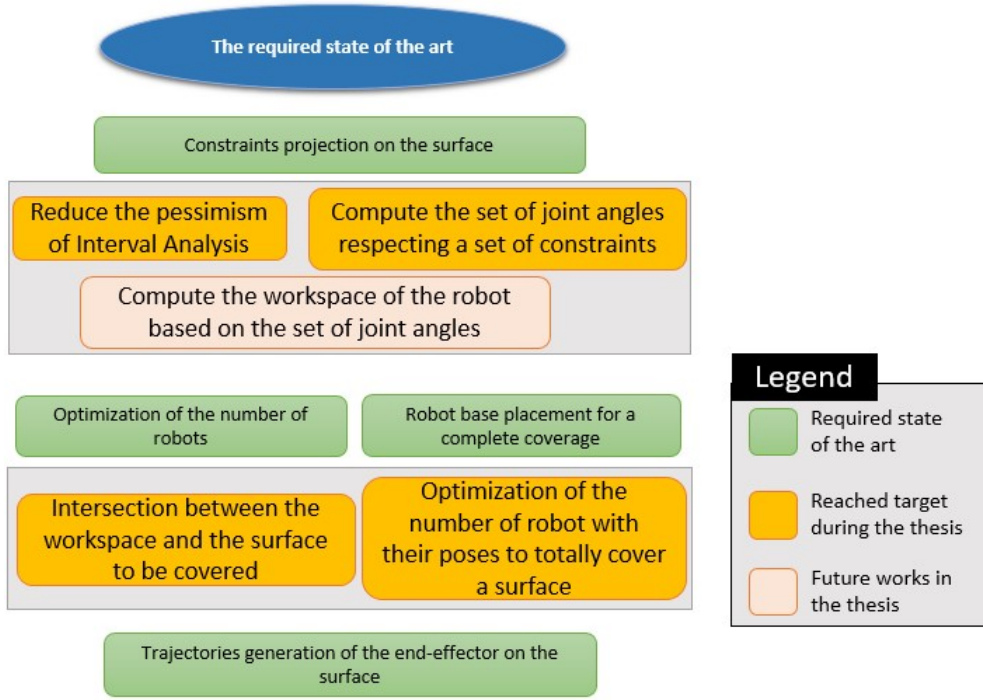 The required state of the art
Constraints projection on the surface
Reduce the pessimism
of Interval Analysis
Compute the set of joint angles
respecting a set of constraints
Compute the workspace of the robot
based on the set of joint angles
Optimization of the number of
robots
Robot base placement for a
complete coverage
Intersection between the
workspace and the surface
to be covered
Optimization of the
number of robot with
their poses to totally cover
a surface
Trajectories generation of the end-effector on the
surface
Legend
Required state
of the art
Reached target
during the thesis
Future works in
the thesis